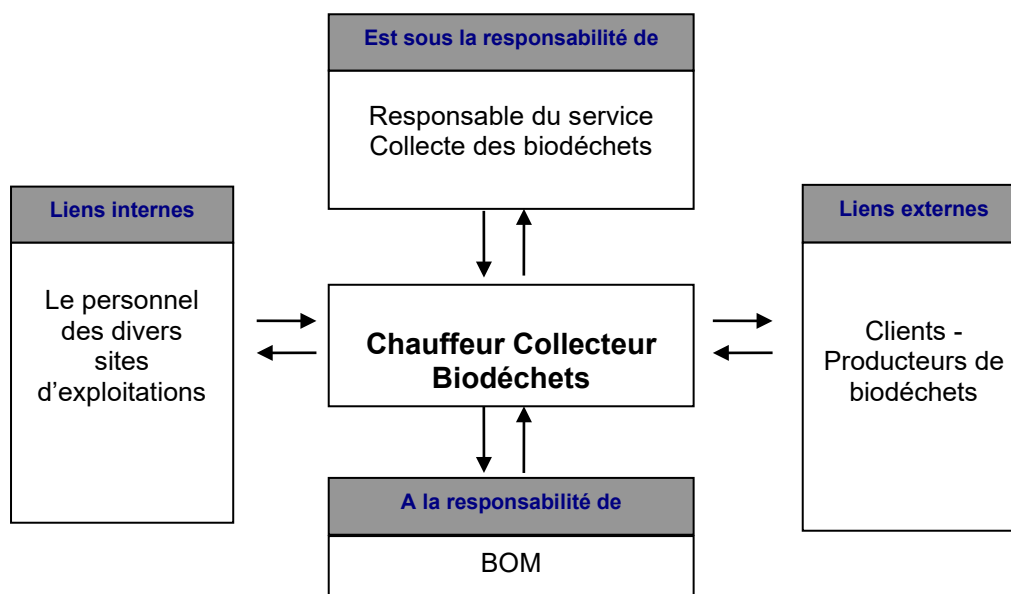 Est sous la responsabilité de
Responsable du service
Collecte des biodéchets
Liens internes
Le personnel
des divers
sites
d’exploitations
Chauffeur Collecteur
Biodéchets
Liens externes
Clients -
Producteurs de
biodéchets
A la responsabilité de
BOM